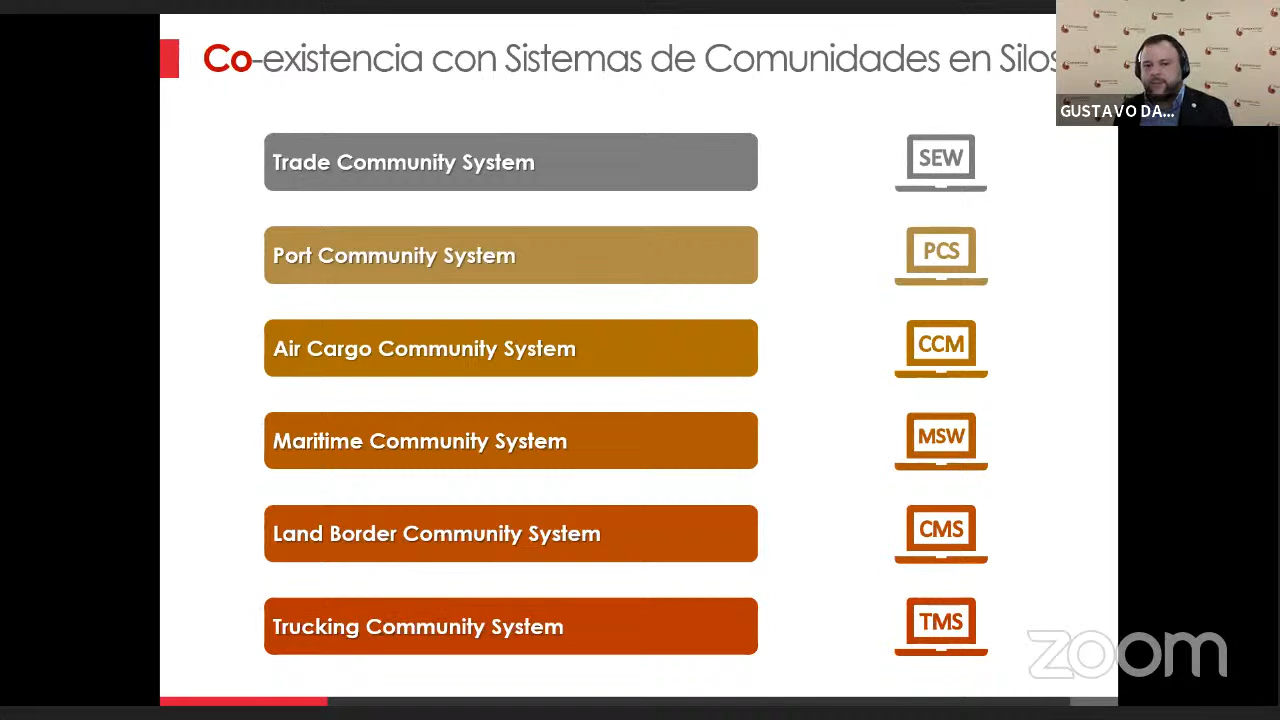 Co-existencia con Sistemas de Comunidades en Silos
GUSTAVO DA...
Trade Community System
SEW
Port Community System
PCS
Air Cargo Community System
CCM
Maritime Community System
MSW
Land Border Community System
CMS
Trucking Community System
TMS
zoom